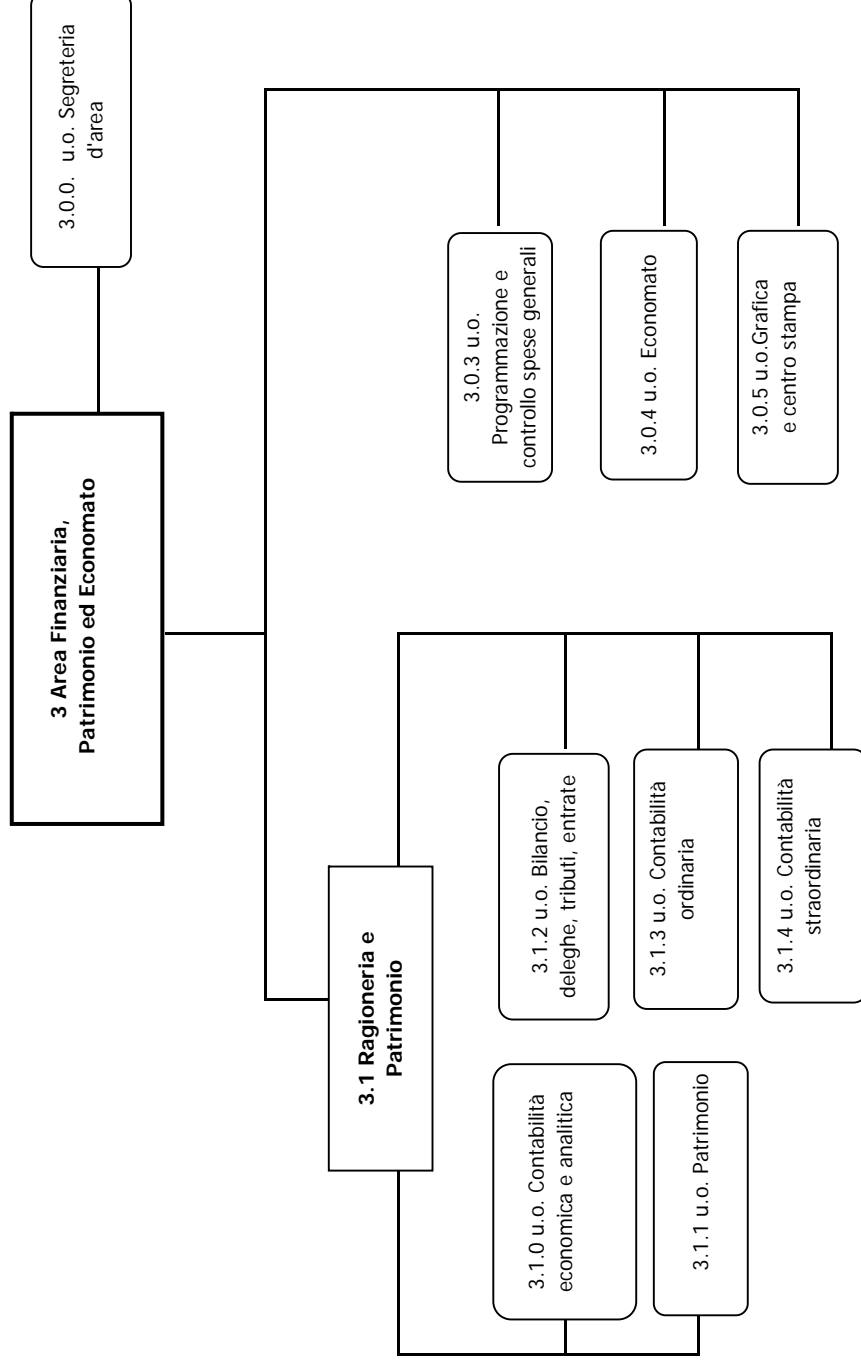 3.0.0. u.o. Segreteria
d'area
3 Area Finanziaria,
Patrimonio ed Economato
3.1 Ragioneria e
Patrimonio
3.1.0 u.o. Contabilità
economica e analitica
3.1.1 u.o. Patrimonio
3.1.2 u.o. Bilancio,
deleghe, tributi, entrate
3.1.3 u.o. Contabilità
ordinaria
3.1.4 u.o. Contabilità
straordinaria
3.0.3 u.o.
Programmazione e
controllo spese generali
3.0.4 u.o. Economato
3.0.5 u.o.Grafica
e centro stampa